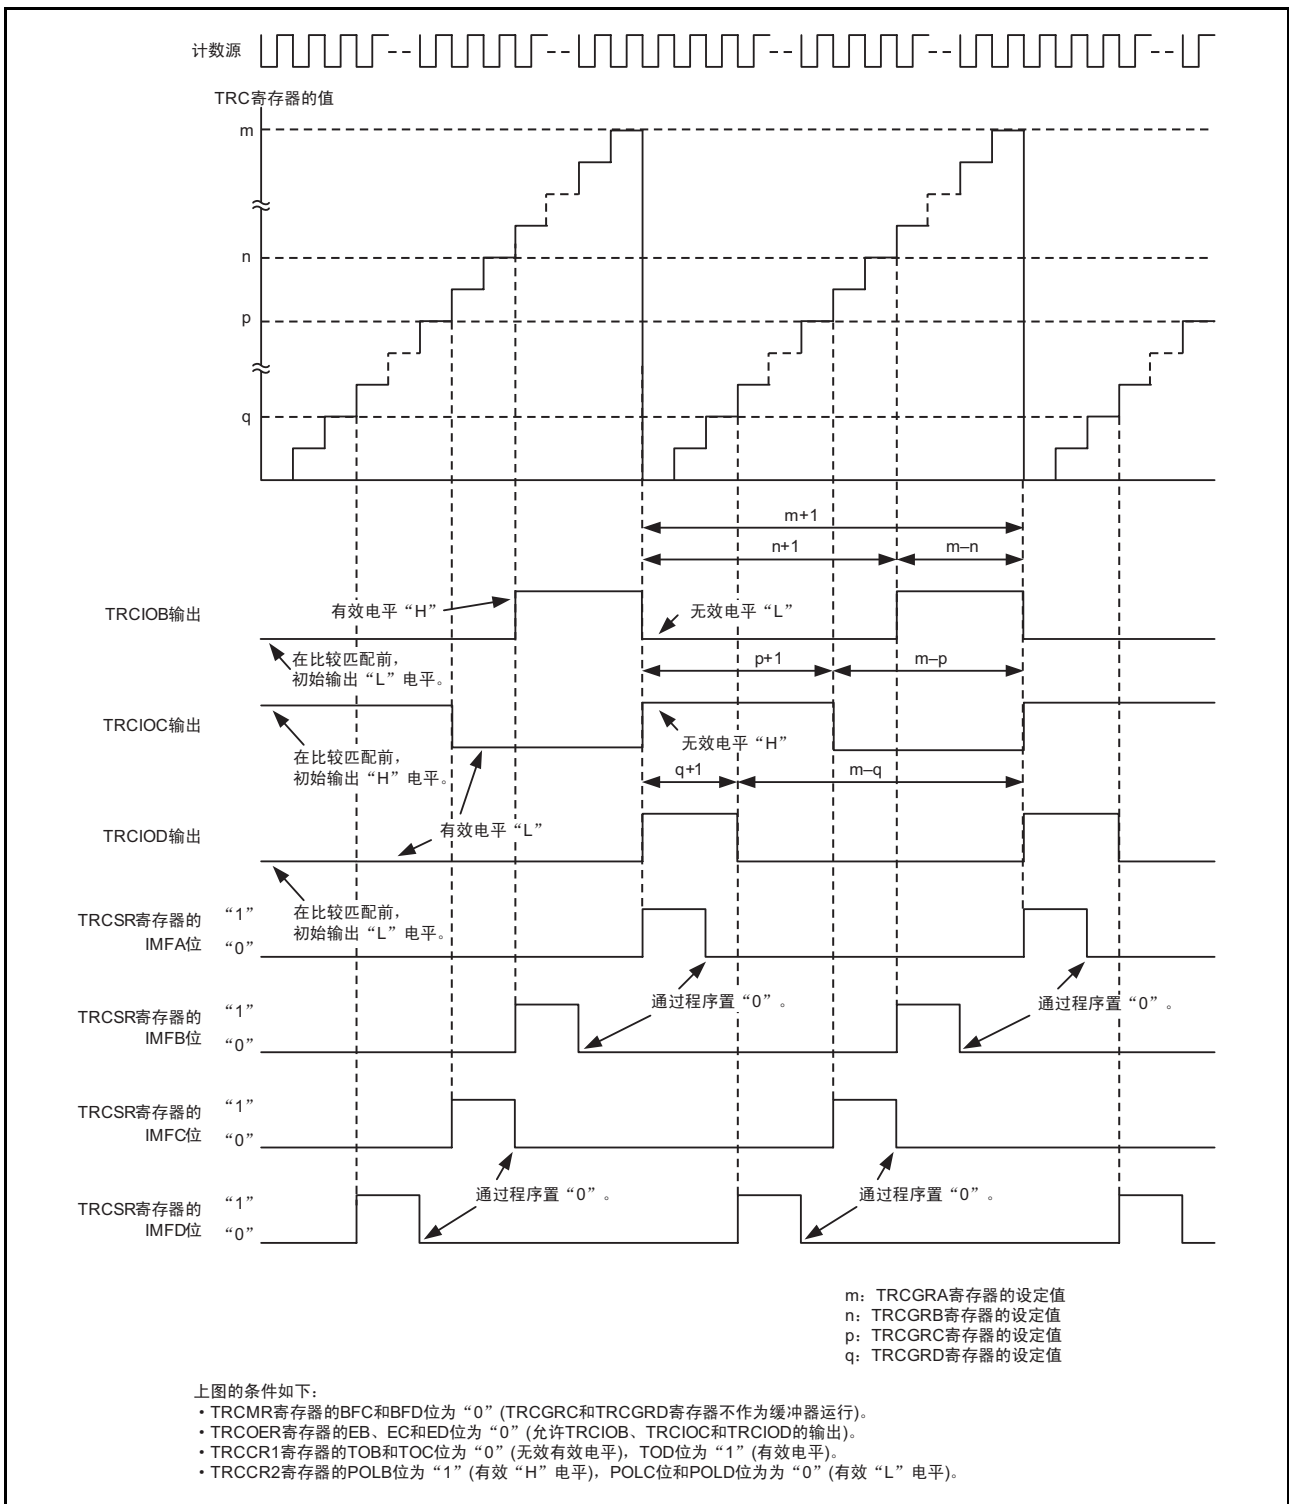 计数源
TRC寄存器的值
m
n
p
q
m+1
n+1
m–n
TRCIOB输出
有效电平“H”
无效电平“L”
在比较匹配前，
初始输出“L”电平。
p+1
m–p
TRCIOC输出
无效电平“H”
在比较匹配前，
初始输出“H”电平。
q+1
m–q
有效电平“L”
TRCIOD输出
在比较匹配前，
初始输出“L”电平。
TRCSR寄存器的
IMFA位
“1”
“0”
通过程序置“0”。
通过程序置“0”。
TRCSR寄存器的
IMFB位
“1”
“0”
TRCSR寄存器的
IMFC位
“1”
“0”
通过程序置“0”。
通过程序置“0”。
TRCSR寄存器的
IMFD位
“1”
“0”
m：TRCGRA寄存器的设定值
n：TRCGRB寄存器的设定值
p：TRCGRC寄存器的设定值
q：TRCGRD寄存器的设定值
上图的条件如下：
・TRCMR寄存器的BFC和BFD位为“0”(TRCGRC和TRCGRD寄存器不作为缓冲器运行)。
・TRCOER寄存器的EB、EC和ED位为“0”(允许TRCIOB、TRCIOC和TRCIOD的输出)。
・TRCCR1寄存器的TOB和TOC位为“0”(无效有效电平)，TOD位为“1”(有效电平)。
・TRCCR2寄存器的POLB位为“1”(有效“H”电平)，POLC位和POLD位为为“0”(有效“L”电平)。